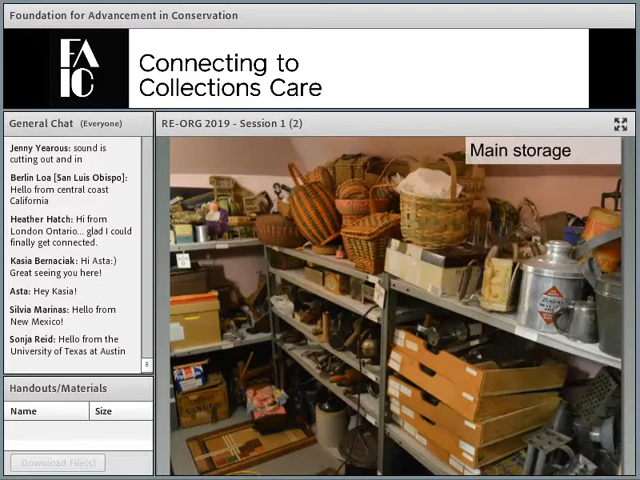 Foundation for Advancement in Conservation
FA
IC
Connecting to
Collections Care
General Chat (Everyone)
Jenny Yearous: sound is
cutting out and in
Berlin Loa [San Luis Obispo]:
Hello from central coast
California
Heather Hatch: Hi from
London Ontario... glad I could
finally get connected.
Kasia Bernaciak: Hi Asta:)
Great seeing you here!
Asta: Hey Kasia!
Silvia Marinas: Hello from
New Mexico!
Sonja Reid: Hello from the
University of Texas at Austin
Handouts/Materials
Name Size
Download File(s)
RE-ORG 2019 - Session 1 (2)
Main storage